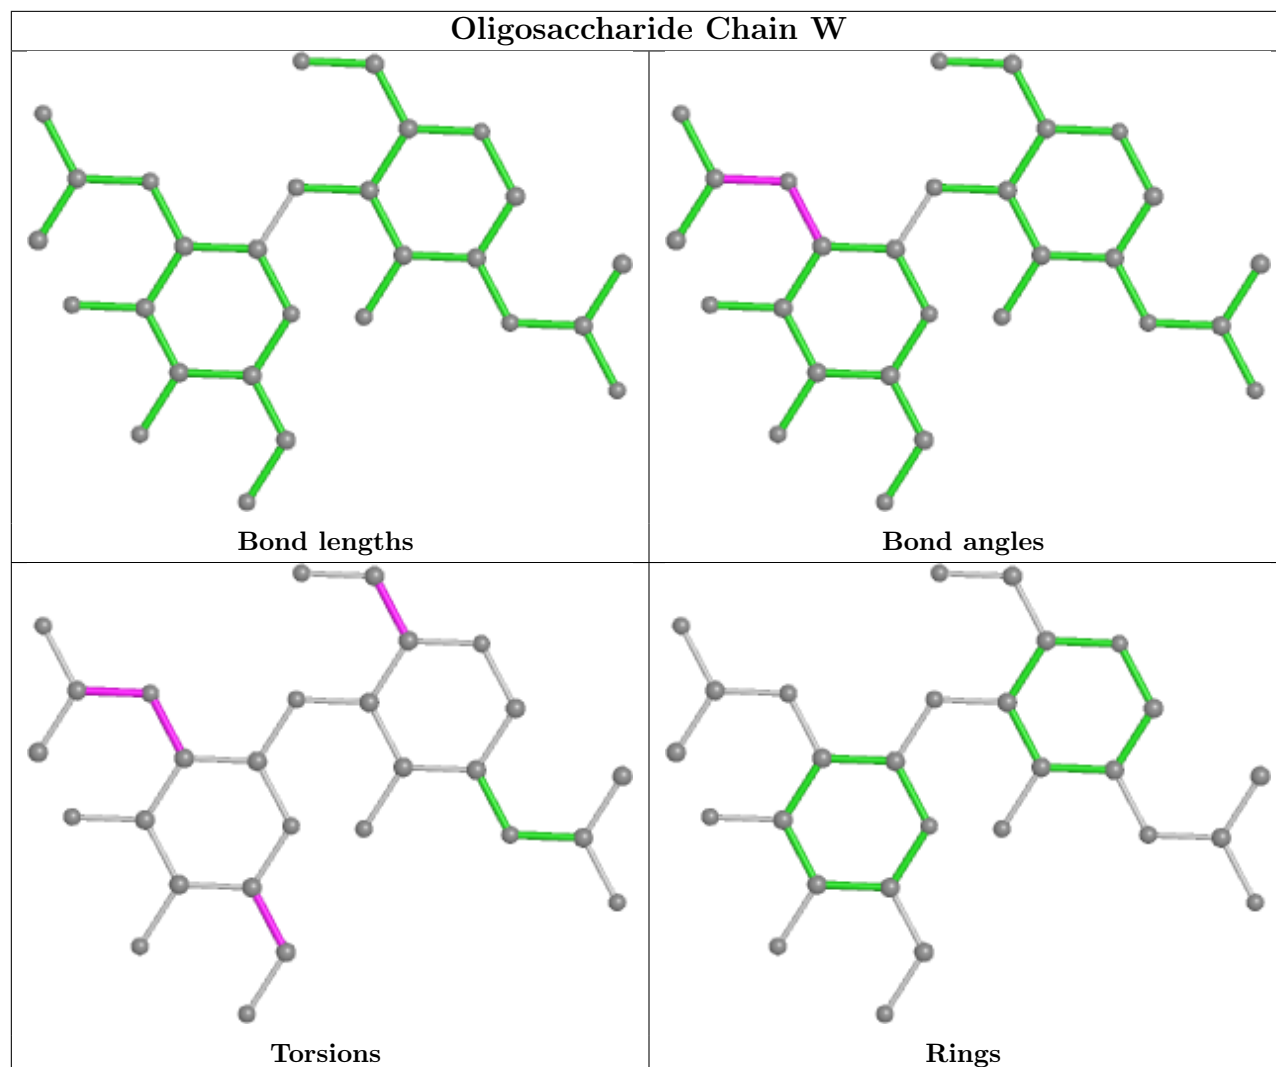 Oligosaccharide Chain W
Bond lengths
Bond angles
Torsions
Rings